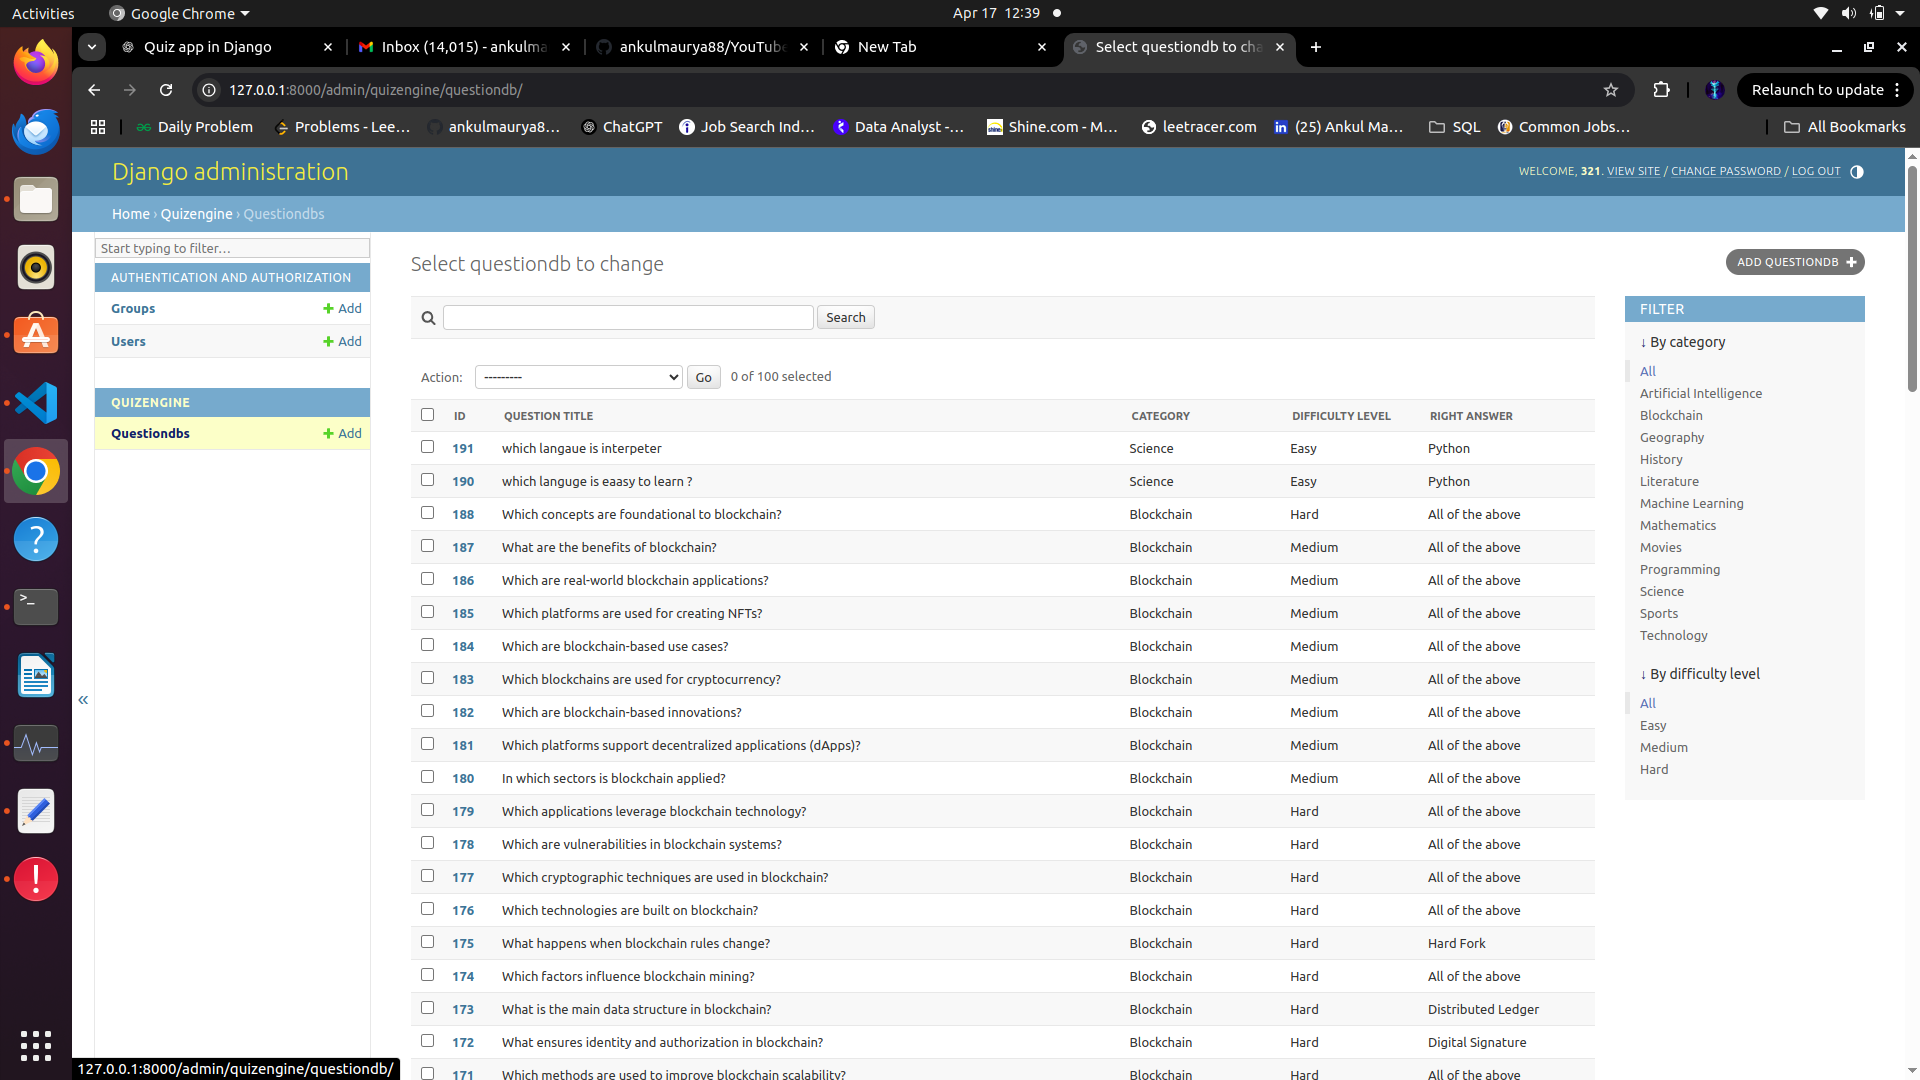 Activities
Google Chrome
Apr 17 12:39
Quiz app in Django
Inbox (14,015) - ankulma
ankulmaurya88/YouTube
New Tab
Select questiondb to cha
127.0.0.1:8000/admin/quizengine/questiondb/
Relaunch to update
Daily Problem
Problems - Lee...
ankulmaurya8...
ChatGPT
Job Search Ind...
Data Analyst -...
Shine.com - M...
leetracer.com
(25) Ankul Ma...
SQL
Common Jobs...
All Bookmarks
Django administration
WELCOME, 321. VIEW SITE / CHANGE PASSWORD / LOG OUT
Home › Quizengine › Questiondbs
Start typing to filter...
AUTHENTICATION AND AUTHORIZATION
Groups + Add
Users + Add
QUIZENGINE
Questiondbs + Add
«
Select questiondb to change
ADD QUESTIONDB +
Search
Action: --------- Go 0 of 100 selected
ID QUESTION TITLE CATEGORY DIFFICULTY LEVEL RIGHT ANSWER
191 which langaue is interpeter Science Easy Python
190 which languge is eaasy to learn ? Science Easy Python
188 Which concepts are foundational to blockchain? Blockchain Hard All of the above
187 What are the benefits of blockchain? Blockchain Medium All of the above
186 Which are real-world blockchain applications? Blockchain Medium All of the above
185 Which platforms are used for creating NFTs? Blockchain Medium All of the above
184 Which are blockchain-based use cases? Blockchain Medium All of the above
183 Which blockchains are used for cryptocurrency? Blockchain Medium All of the above
182 Which are blockchain-based innovations? Blockchain Medium All of the above
181 Which platforms support decentralized applications (dApps)? Blockchain Medium All of the above
180 In which sectors is blockchain applied? Blockchain Medium All of the above
179 Which applications leverage blockchain technology? Blockchain Hard All of the above
178 Which are vulnerabilities in blockchain systems? Blockchain Hard All of the above
177 Which cryptographic techniques are used in blockchain? Blockchain Hard All of the above
176 Which technologies are built on blockchain? Blockchain Hard All of the above
175 What happens when blockchain rules change? Blockchain Hard Hard Fork
174 Which factors influence blockchain mining? Blockchain Hard All of the above
173 What is the main data structure in blockchain? Blockchain Hard Distributed Ledger
172 What ensures identity and authorization in blockchain? Blockchain Hard Digital Signature
171 Which methods are used to improve blockchain scalability? Blockchain Hard All of the above
FILTER
↓ By category
All
Artificial Intelligence
Blockchain
Geography
History
Literature
Machine Learning
Mathematics
Movies
Programming
Science
Sports
Technology
↓ By difficulty level
All
Easy
Medium
Hard
127.0.0.1:8000/admin/quizengine/questiondb/